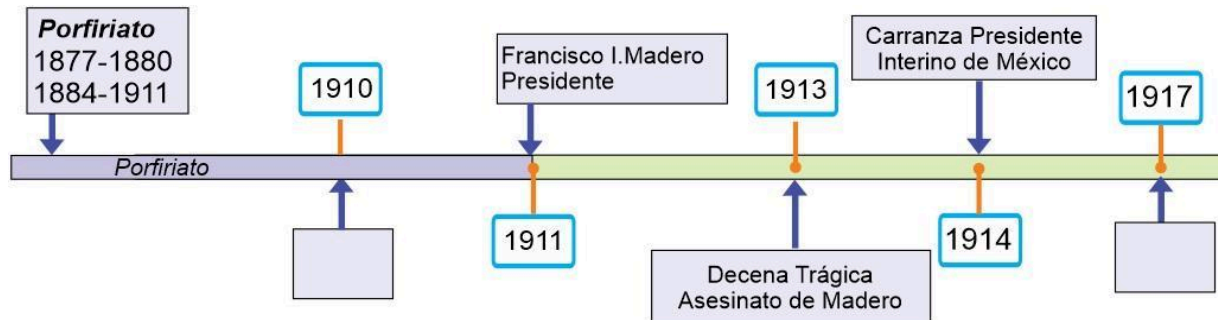 Porfiriato
1877-1880
1884-1911
1910
Francisco I.Madero
Presidente
1913
Carranza Presidente
Interino de México
1917
Porfiriato
1911
Decena Trágica
Asesinato de Madero
1914